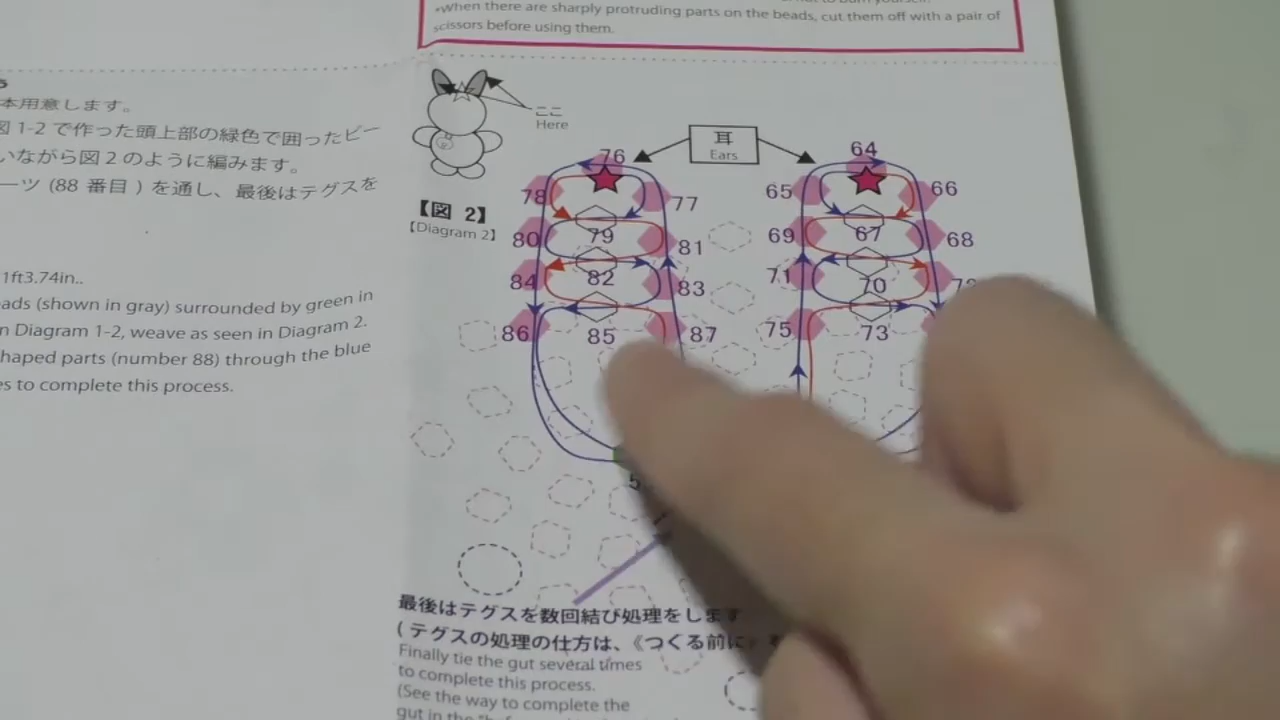 •When there are sharply protruding parts on the beads, cut them off with a pair of
scissors before using them.
本用意します。
図1-2で作った頭上部の緑色で囲ったビー
いながら図2のように編みます。
ーツ(88番目)を通し、最後はテグスを
1ft3.74in..
ads (shown in gray) surrounded by green in
n Diagram 1-2, weave as seen in Diagram 2.
haped parts (number 88) through the blue
es to complete this process.
ここ
Here
耳
Ears
【図 2】
【Diagram 2】
76
78
77
79
80
81
82
84
83
86
85
87
64
65
66
69
67
68
71
70
75
73
最後はテグスを数回結び処理をします
(テグスの処理の仕方は、《つくる前に》
Finally tie the gut several times
to complete this process.
(See the way to complete the
gut in the